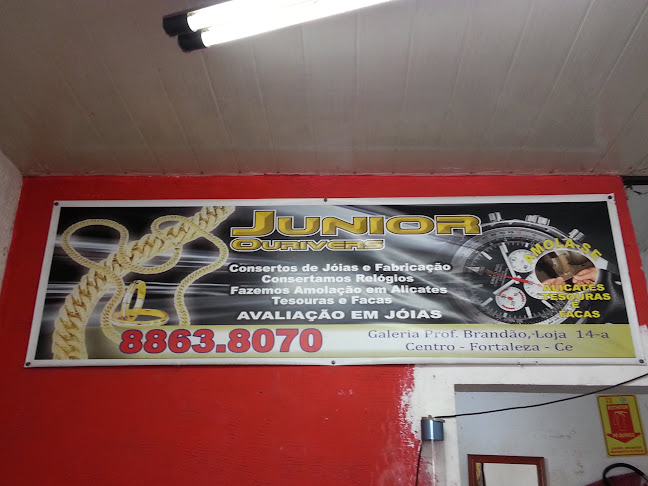 JUNIOR
OURIVERS
Consertos de Jóias e Fabricação
Consertamos Relógios
Fazemos Amolação em Alicates
Tesouras e Facas
AVALIAÇÃO EM JÓIAS
8863.8070
Galeria Prof. Brandão, Loja 14-a
Centro - Fortaleza - Ce
AMOLA-SE
ALICATES
TESOURAS
E
FACAS